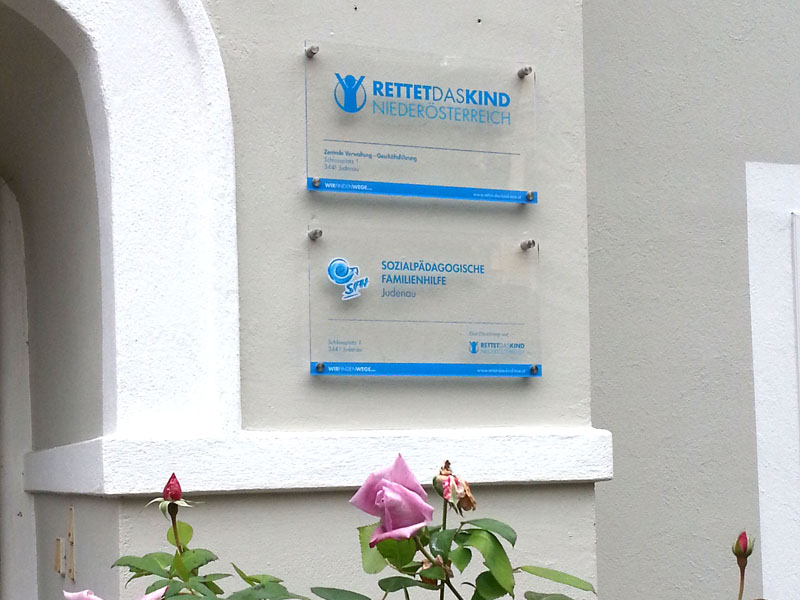 RETTETDASKIND
NIEDERÖSTERREICH
Zentrale Verwaltung - Geschäftsführung
Schlossplatz 1
3441 Judenau
WIRFINDENWEGE...
SOZIALPÄDAGOGISCHE
FAMILIENHILFE
Judenau
Schlossplatz 1
3441 Judenau
RETTETDASKIND
NIEDERÖSTERREICH
WIRFINDENWEGE...